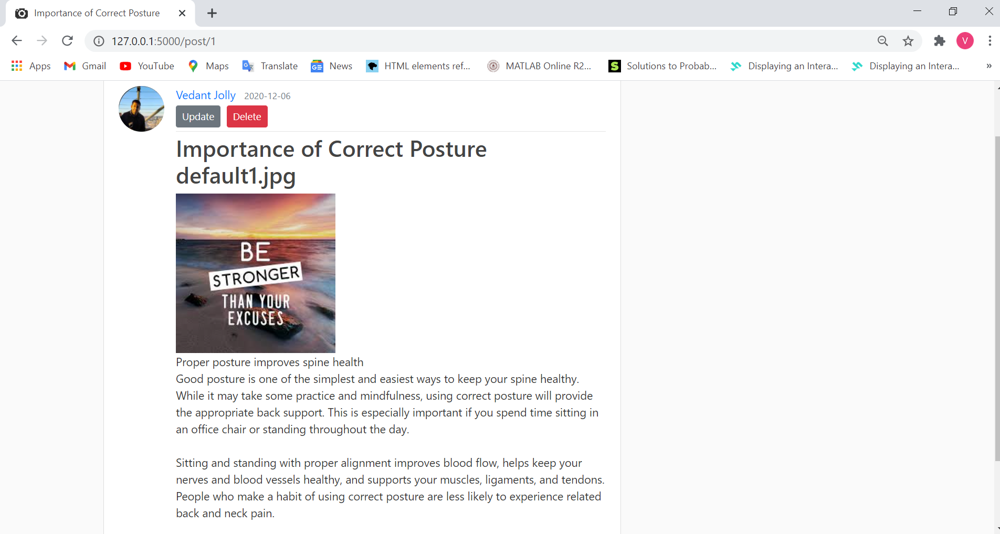 Importance of Correct Posture
127.0.0.1:5000/post/1
V
Apps Gmail YouTube Maps Translate News HTML elements ref... MATLAB Online R2... S Solutions to Probab... Displaying an Intera... Displaying an Intera... »
Vedant Jolly 2020-12-06
Update Delete
Importance of Correct Posture
default1.jpg
BE
STRONGER
THAN YOUR
EXCUSES
Proper posture improves spine health
Good posture is one of the simplest and easiest ways to keep your spine healthy.
While it may take some practice and mindfulness, using correct posture will provide
the appropriate back support. This is especially important if you spend time sitting in
an office chair or standing throughout the day.
Sitting and standing with proper alignment improves blood flow, helps keep your
nerves and blood vessels healthy, and supports your muscles, ligaments, and tendons.
People who make a habit of using correct posture are less likely to experience related
back and neck pain.